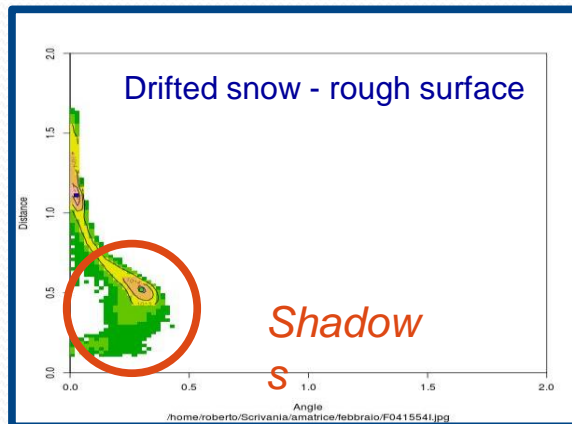 Drifted snow - rough surface
2.0
1.5
1.0
0.5
0.0
Distance
Shadow
s
0.0 0.5 1.0 1.5 2.0
Angle
/home/roberto/Scrivania/amatrice/febbraio/F041554I.jpg